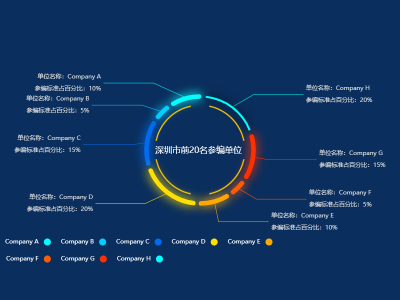 单位名称：Company A
参编标准占百分比：10%
单位名称：Company B
参编标准占百分比：5%
单位名称：Company C
参编标准占百分比：15%
单位名称：Company D
参编标准占百分比：20%
单位名称：Company H
参编标准占百分比：20%
单位名称：Company G
参编标准占百分比：15%
单位名称：Company F
参编标准占百分比：5%
单位名称：Company E
参编标准占百分比：10%
深圳市前20名参编单位
Company A Company B Company C Company D Company E
Company F Company G Company H